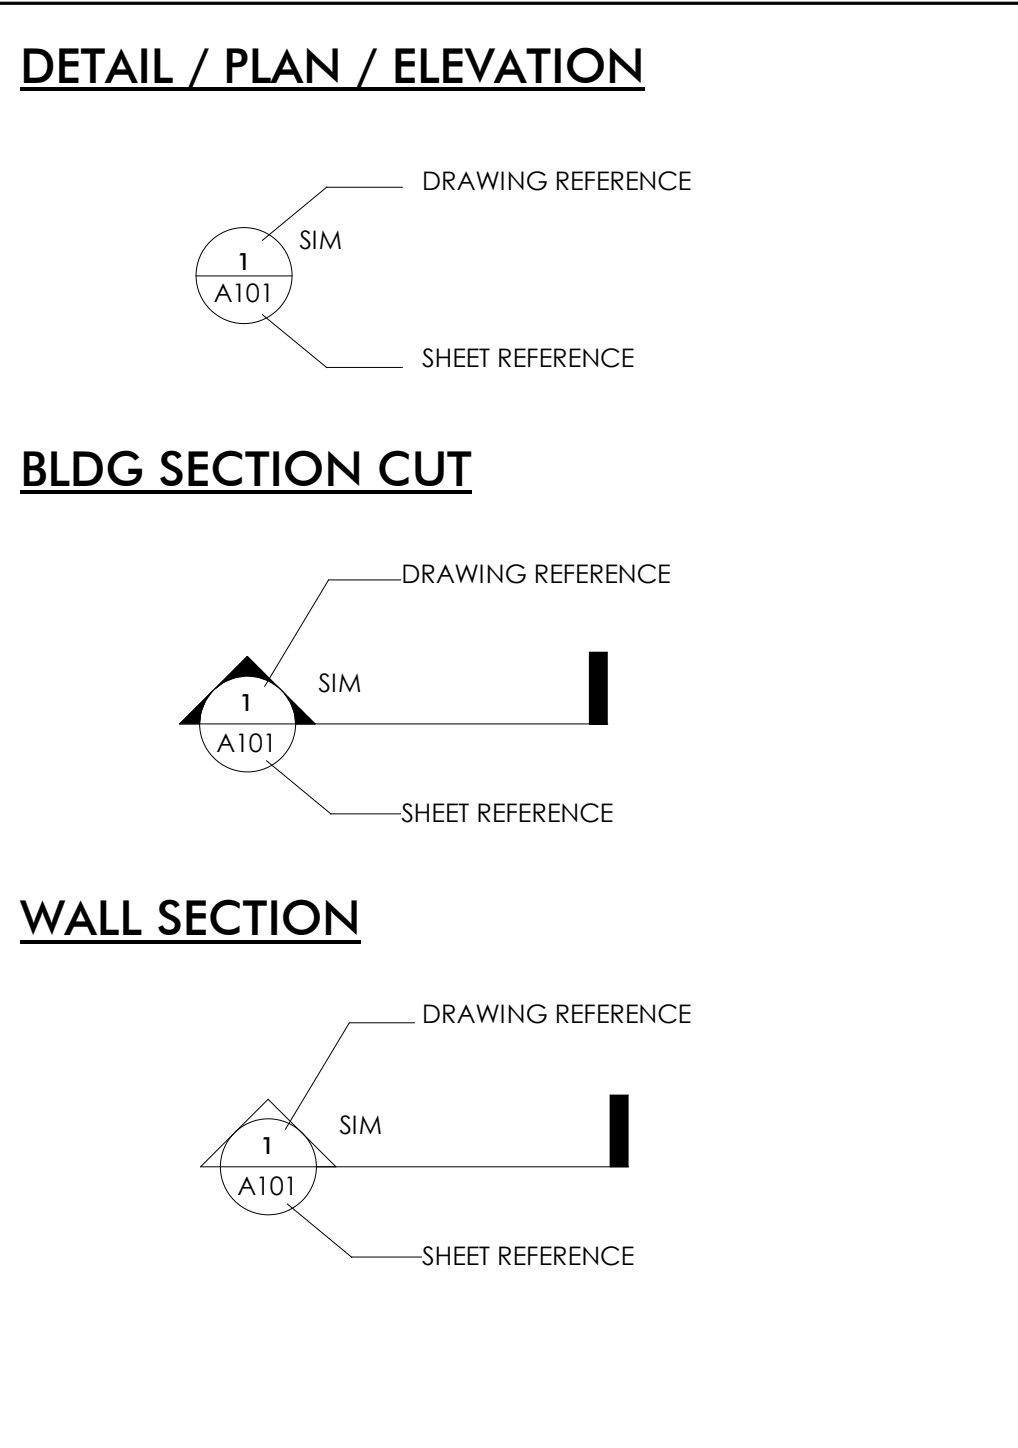 DETAIL / PLAN / ELEVATION
DRAWING REFERENCE
SIM
1
A101
SHEET REFERENCE
BLDG SECTION CUT
DRAWING REFERENCE
SIM
1
A101
SHEET REFERENCE
WALL SECTION
DRAWING REFERENCE
SIM
1
A101
SHEET REFERENCE